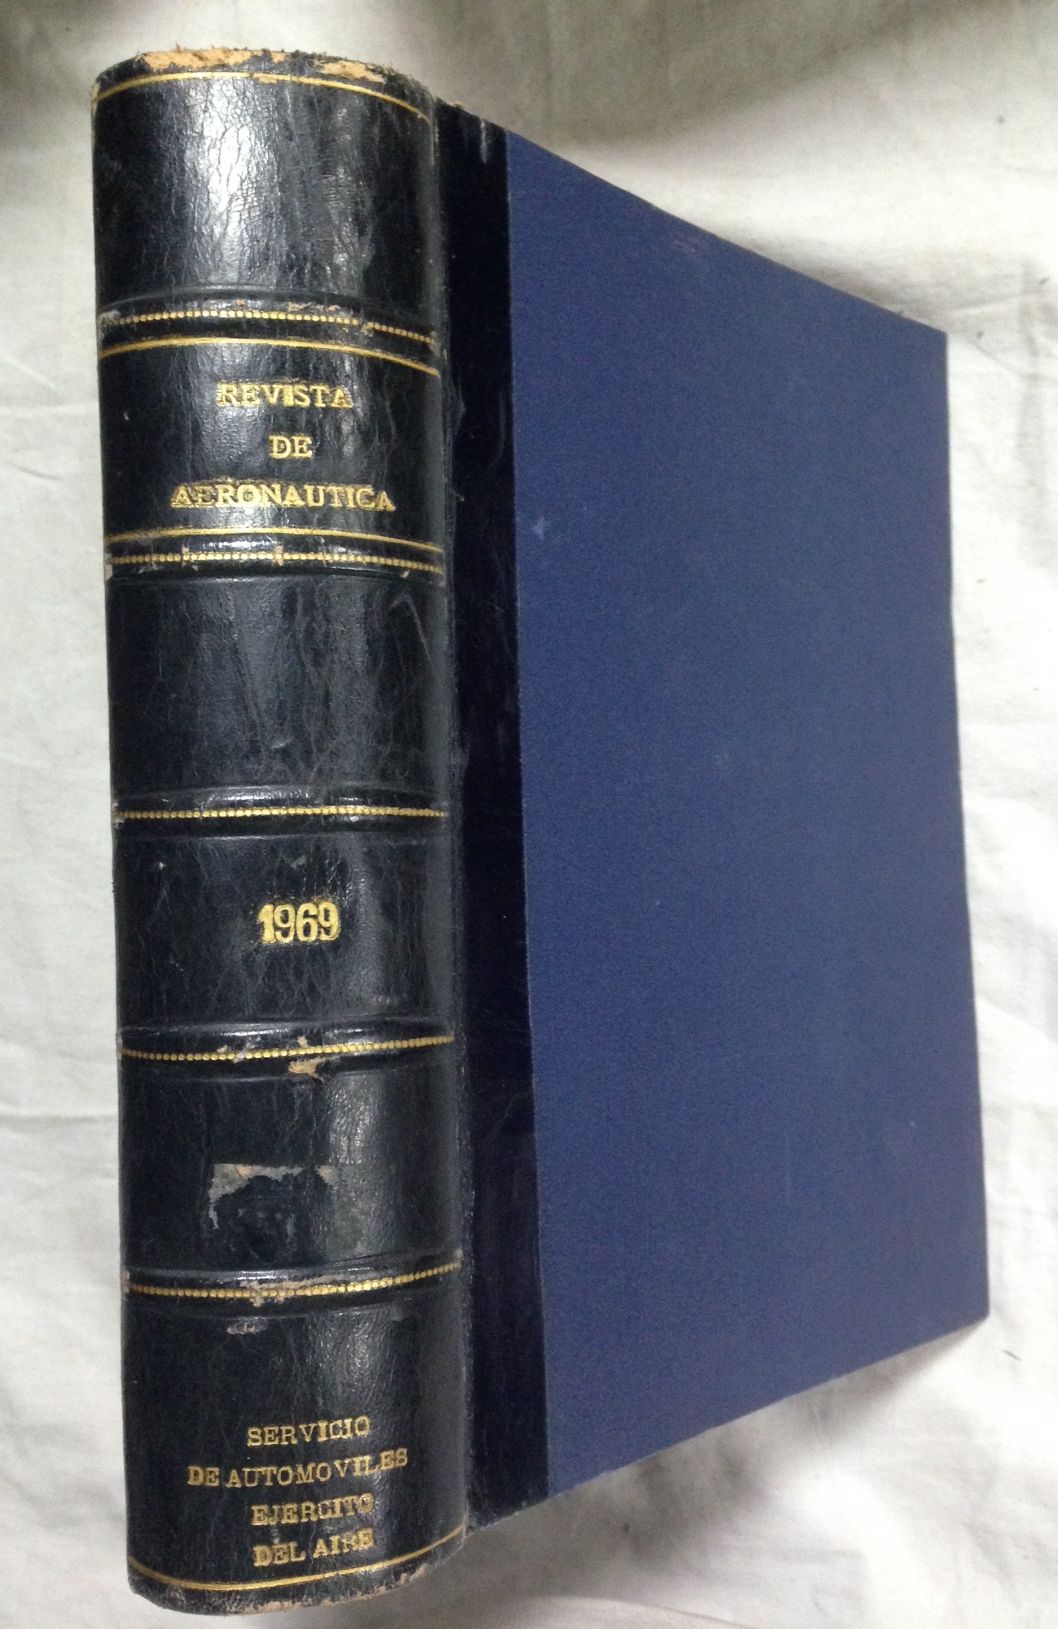 REVISTA
DE
AERONAUTICA
1969
SERVICIO
DE AUTOMOVILES
EJERCITO
DEL AIRE